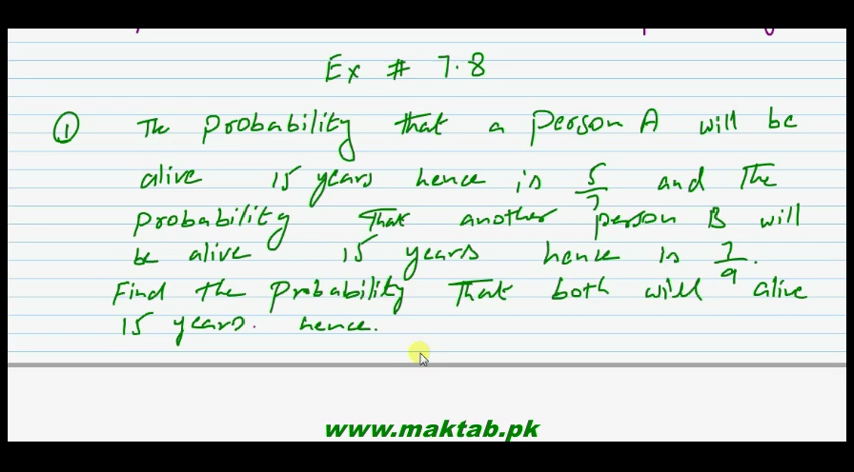 Ex # 7.8
① The probability that a person A will be
alive 15 years hence is 5/7 and the
probability that another person B will
be alive 15 years hence is 7/9.
Find the probability that both will alive
15 years. hence.
www.maktab.pk